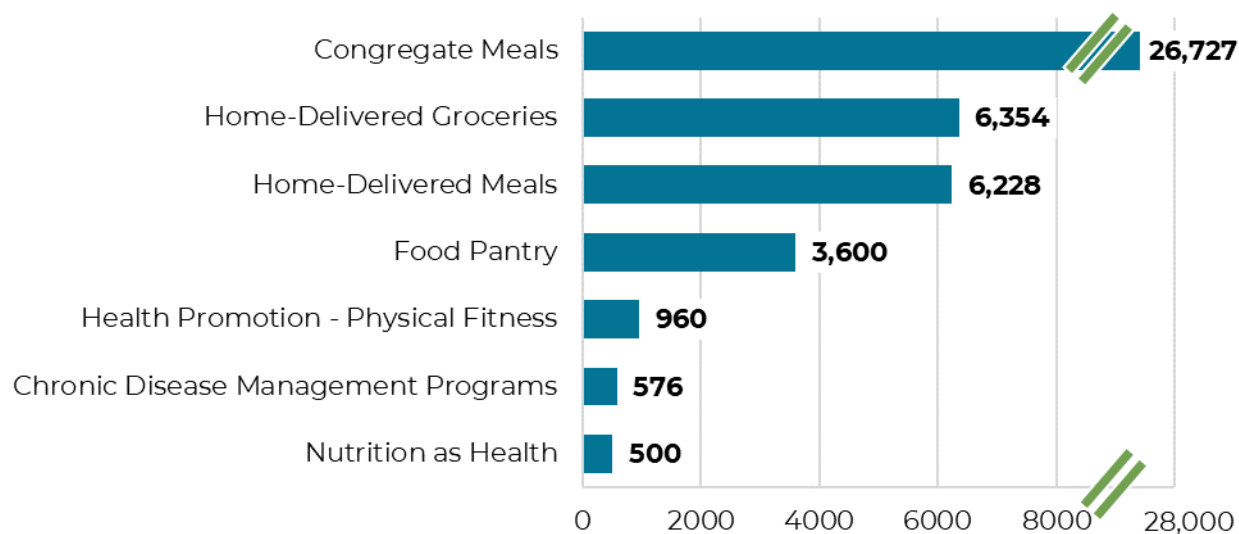 Congregate Meals 26,727
Home-Delivered Groceries 6,354
Home-Delivered Meals 6,228
Food Pantry 3,600
Health Promotion - Physical Fitness 960
Chronic Disease Management Programs 576
Nutrition as Health 500
0 2000 4000 6000 8000 28,000